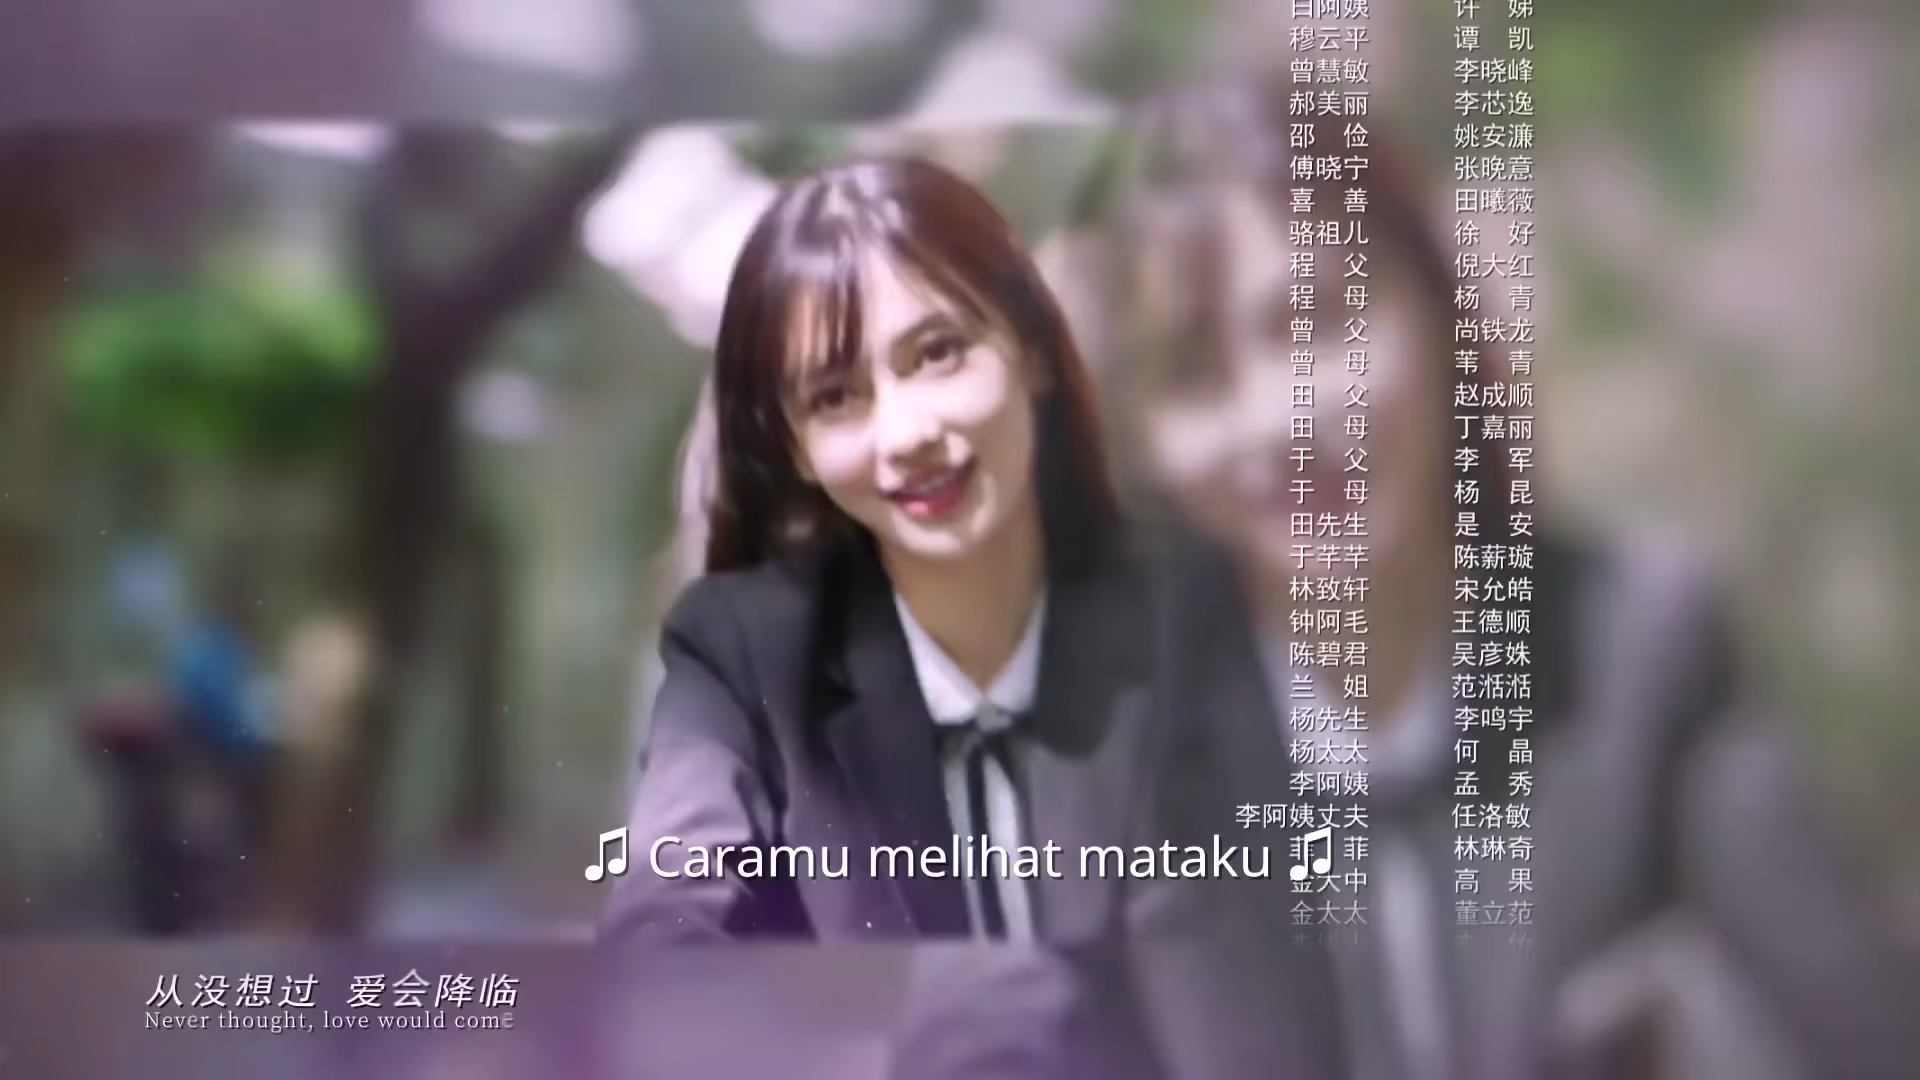 白阿姨 许 娣
穆云平 谭 凯
曾慧敏 李晓峰
郝美丽 李芯逸
邵 俭 姚安濂
傅晓宁 张晚意
喜 善 田曦薇
骆祖儿 徐 好
程 父 倪大红
程 母 杨 青
曾 父 尚铁龙
曾 母 苇 青
田 父 赵成顺
田 母 丁嘉丽
于 父 李 军
于 母 杨 昆
田先生 是 安
于芊芊 陈薪璇
林致轩 宋允皓
钟阿毛 王德顺
陈碧君 吴彦姝
兰 姐 范湉湉
杨先生 李鸣宇
杨太太 何 晶
李阿姨 孟 秀
李阿姨丈夫 任洛敏
菲 菲 林琳奇
金大中 高 果
金太太 董立范
♫ Caramu melihat mataku ♫
从没想过 爱会降临
Never thought, love would come